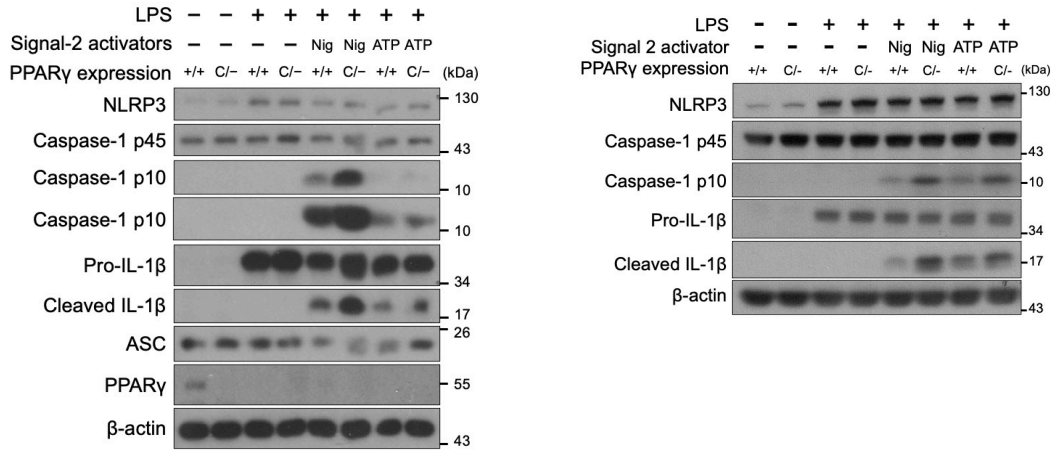 LPS − − + + + + + +
Signal-2 activators − − Nig Nig ATP ATP
PPARγ expression +/+ C/− +/+ C/− +/+ C/− +/+ C/− (kDa)
NLRP3 130
Caspase-1 p45 43
Caspase-1 p10 10
Caspase-1 p10 10
Pro-IL-1β 34
Cleaved IL-1β 17
ASC 26
PPARγ 55
β-actin 43
LPS - - + + + + + +
Signal 2 activator - - - - Nig Nig ATP ATP
PPARγ expression +/+ C/- +/+ C/- +/+ C/- +/+ C/- (kDa)
NLRP3 130
Caspase-1 p45 43
Caspase-1 p10 10
Pro-IL-1β 34
Cleaved IL-1β 17
β-actin 43